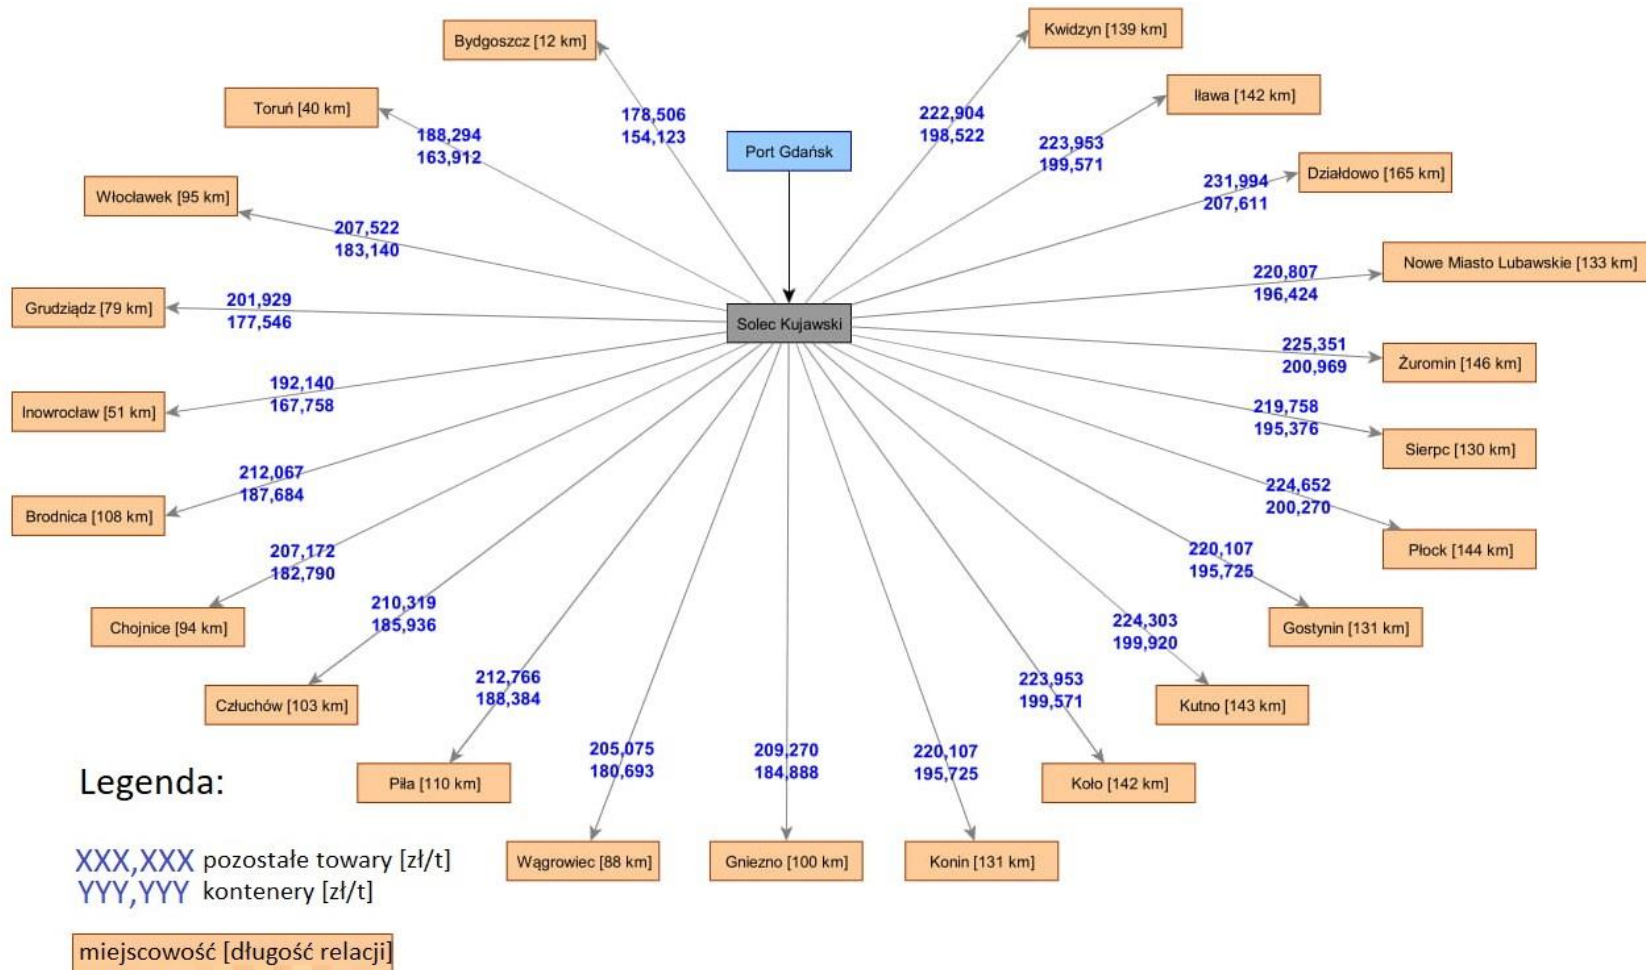 Bydgoszcz [12 km]
Kwidzyn [139 km]
Toruń [40 km]
Iława [142 km]
178,506
154,123
222,904
198,522
188,294
163,912
Port Gdańsk
223,953
199,571
Działdowo [165 km]
231,994
207,611
Włocławek [95 km]
207,522
183,140
Nowe Miasto Lubawskie [133 km]
220,807
196,424
Grudziądz [79 km]
201,929
177,546
Solec Kujawski
225,351
200,969
Żuromin [146 km]
Inowrocław [51 km]
192,140
167,758
219,758
195,376
Sierpc [130 km]
Brodnica [108 km]
212,067
187,684
224,652
200,270
Płock [144 km]
207,172
182,790
220,107
195,725
Chojnice [94 km]
Gostynin [131 km]
210,319
185,936
224,303
199,920
Człuchów [103 km]
212,766
188,384
223,953
199,571
Kutno [143 km]
205,075
180,693
209,270
184,888
220,107
195,725
Piła [110 km]
Koło [142 km]
Wągrowiec [88 km]
Gniezno [100 km]
Konin [131 km]
Legenda:
XXX,XXX pozostałe towary [zł/t]
YYY,YYY kontenery [zł/t]
miejscowość [długość relacji]